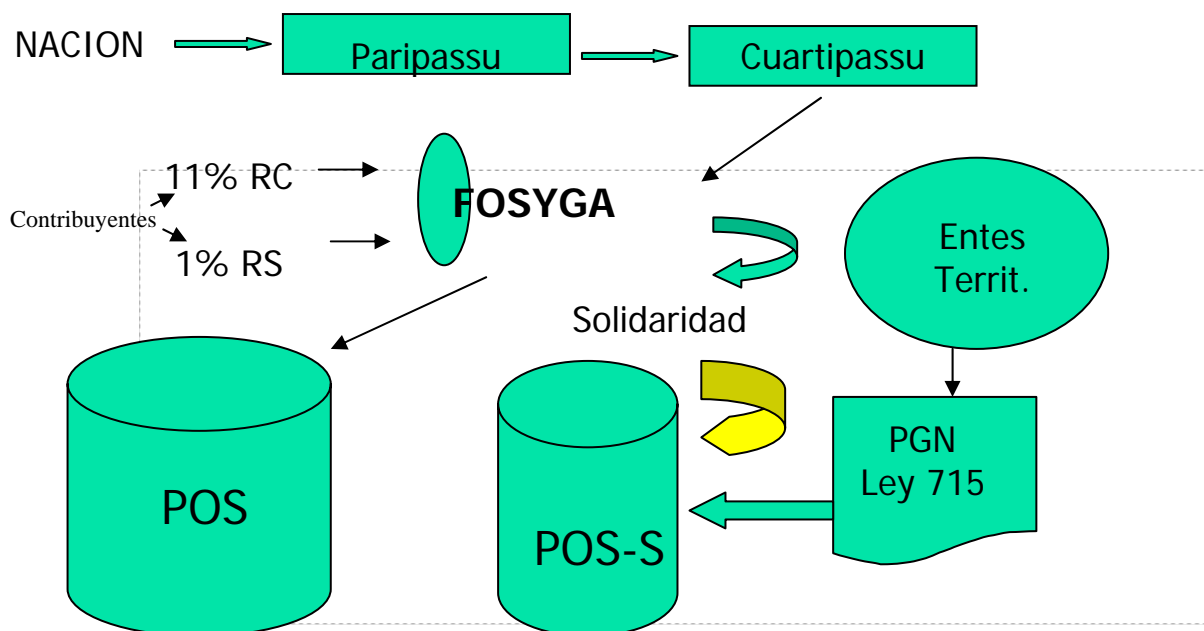 NACION
Paripassu
Cuartipassu
11% RC
FOSYGA
Contribuyentes
1% RS
Entes
Territ.
Solidaridad
PGN
Ley 715
POS
POS-S